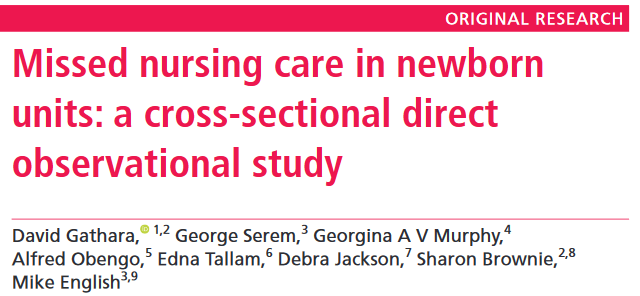 ORIGINAL RESEARCH
Missed nursing care in newborn
units: a cross-sectional direct
observational study
David Gathara, iD 1,2 George Serem,3 Georgina A V Murphy,4
Alfred Obengo,5 Edna Tallam,6 Debra Jackson,7 Sharon Brownie,2,8
Mike English3,9